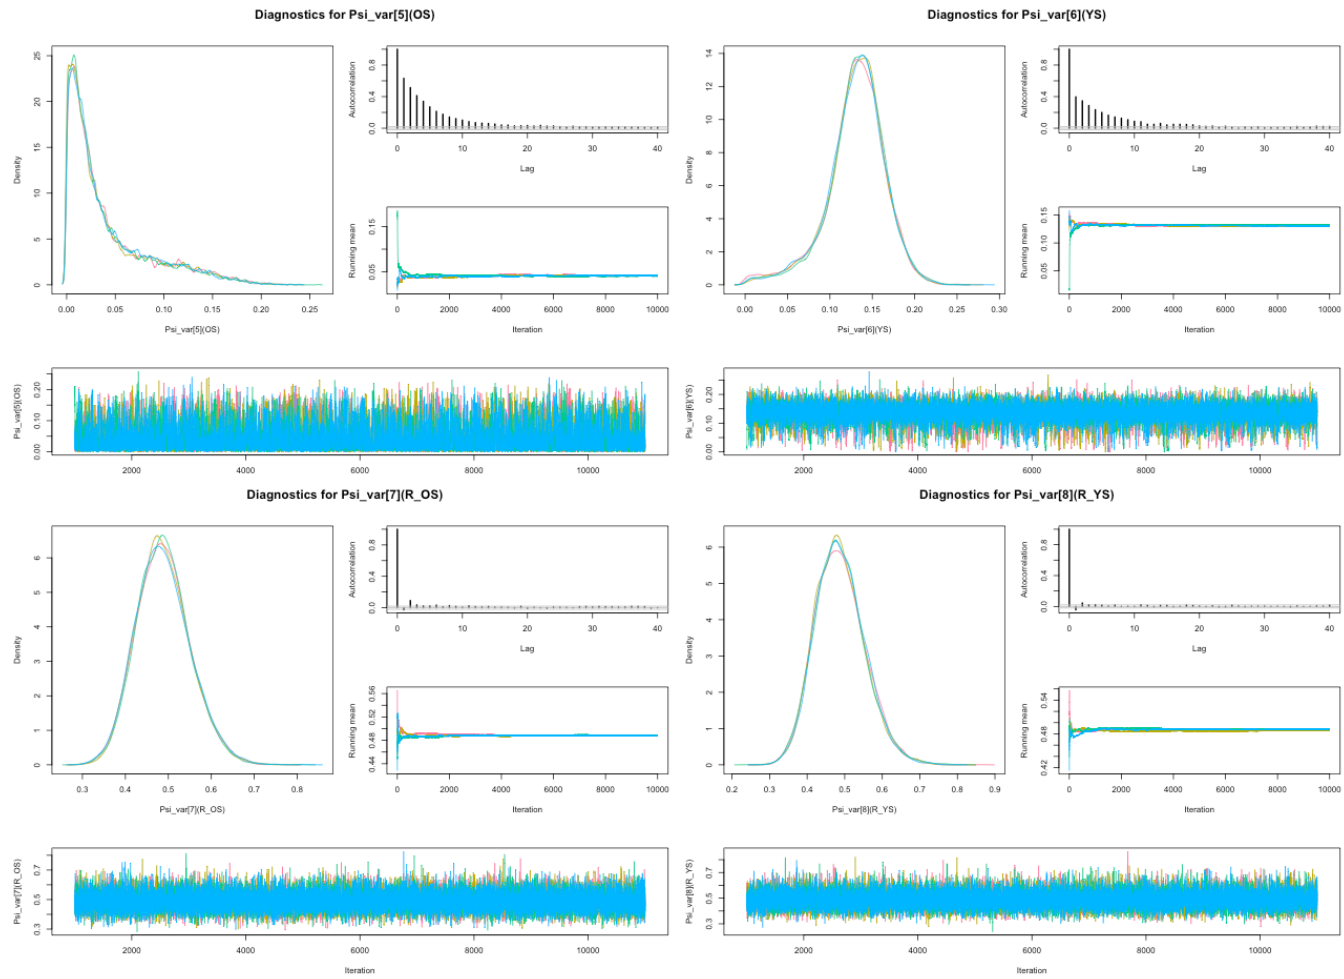 Diagnostics for Psi_var[5](OS)
Density
0 5 10 15 20 25
0.00 0.05 0.10 0.15 0.20 0.25
Psi_var[5](OS)
Autocorrelation
0.0 0.4 0.8
0 10 20 30 40
Lag
Running mean
0.05 0.15
0 2000 4000 6000 8000 10000
Iteration
Psi_var[5](OS)
0.00 0.10 0.20
2000 4000 6000 8000 10000
Diagnostics for Psi_var[6](YS)
Density
0 2 4 6 8 10 12 14
0.00 0.05 0.10 0.15 0.20 0.25 0.30
Psi_var[6](YS)
Autocorrelation
0.0 0.4 0.8
0 10 20 30 40
Lag
Running mean
0.05 0.10 0.15
0 2000 4000 6000 8000 10000
Iteration
Psi_var[6](YS)
0.00 0.10 0.20
2000 4000 6000 8000 10000
Diagnostics for Psi_var[7](R_OS)
Density
0 1 2 3 4 5 6
0.3 0.4 0.5 0.6 0.7 0.8
Psi_var[7](R_OS)
Autocorrelation
0.0 0.4 0.8
0 10 20 30 40
Lag
Running mean
0.44 0.48 0.52 0.56
0 2000 4000 6000 8000 10000
Iteration
Psi_var[7](R_OS)
0.3 0.5 0.7
2000 4000 6000 8000 10000
Iteration
Diagnostics for Psi_var[8](R_YS)
Density
0 1 2 3 4 5 6
0.2 0.3 0.4 0.5 0.6 0.7 0.8 0.9
Psi_var[8](R_YS)
Autocorrelation
0.0 0.4 0.8
0 10 20 30 40
Lag
Running mean
0.42 0.48 0.54
0 2000 4000 6000 8000 10000
Iteration
Psi_var[8](R_YS)
0.3 0.5 0.7
2000 4000 6000 8000 10000
Iteration